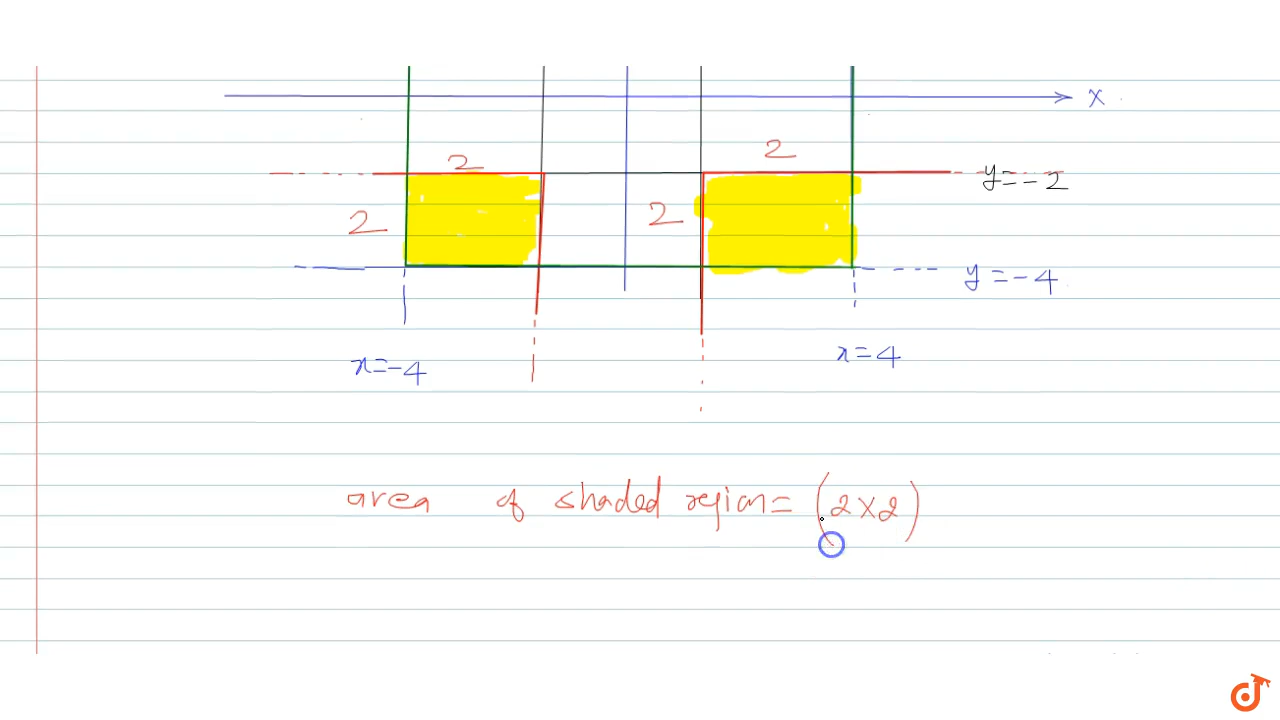 X
2
2
y=-2
2
2
y=-4
x=-4
x=4
area of shaded region= (2×2)